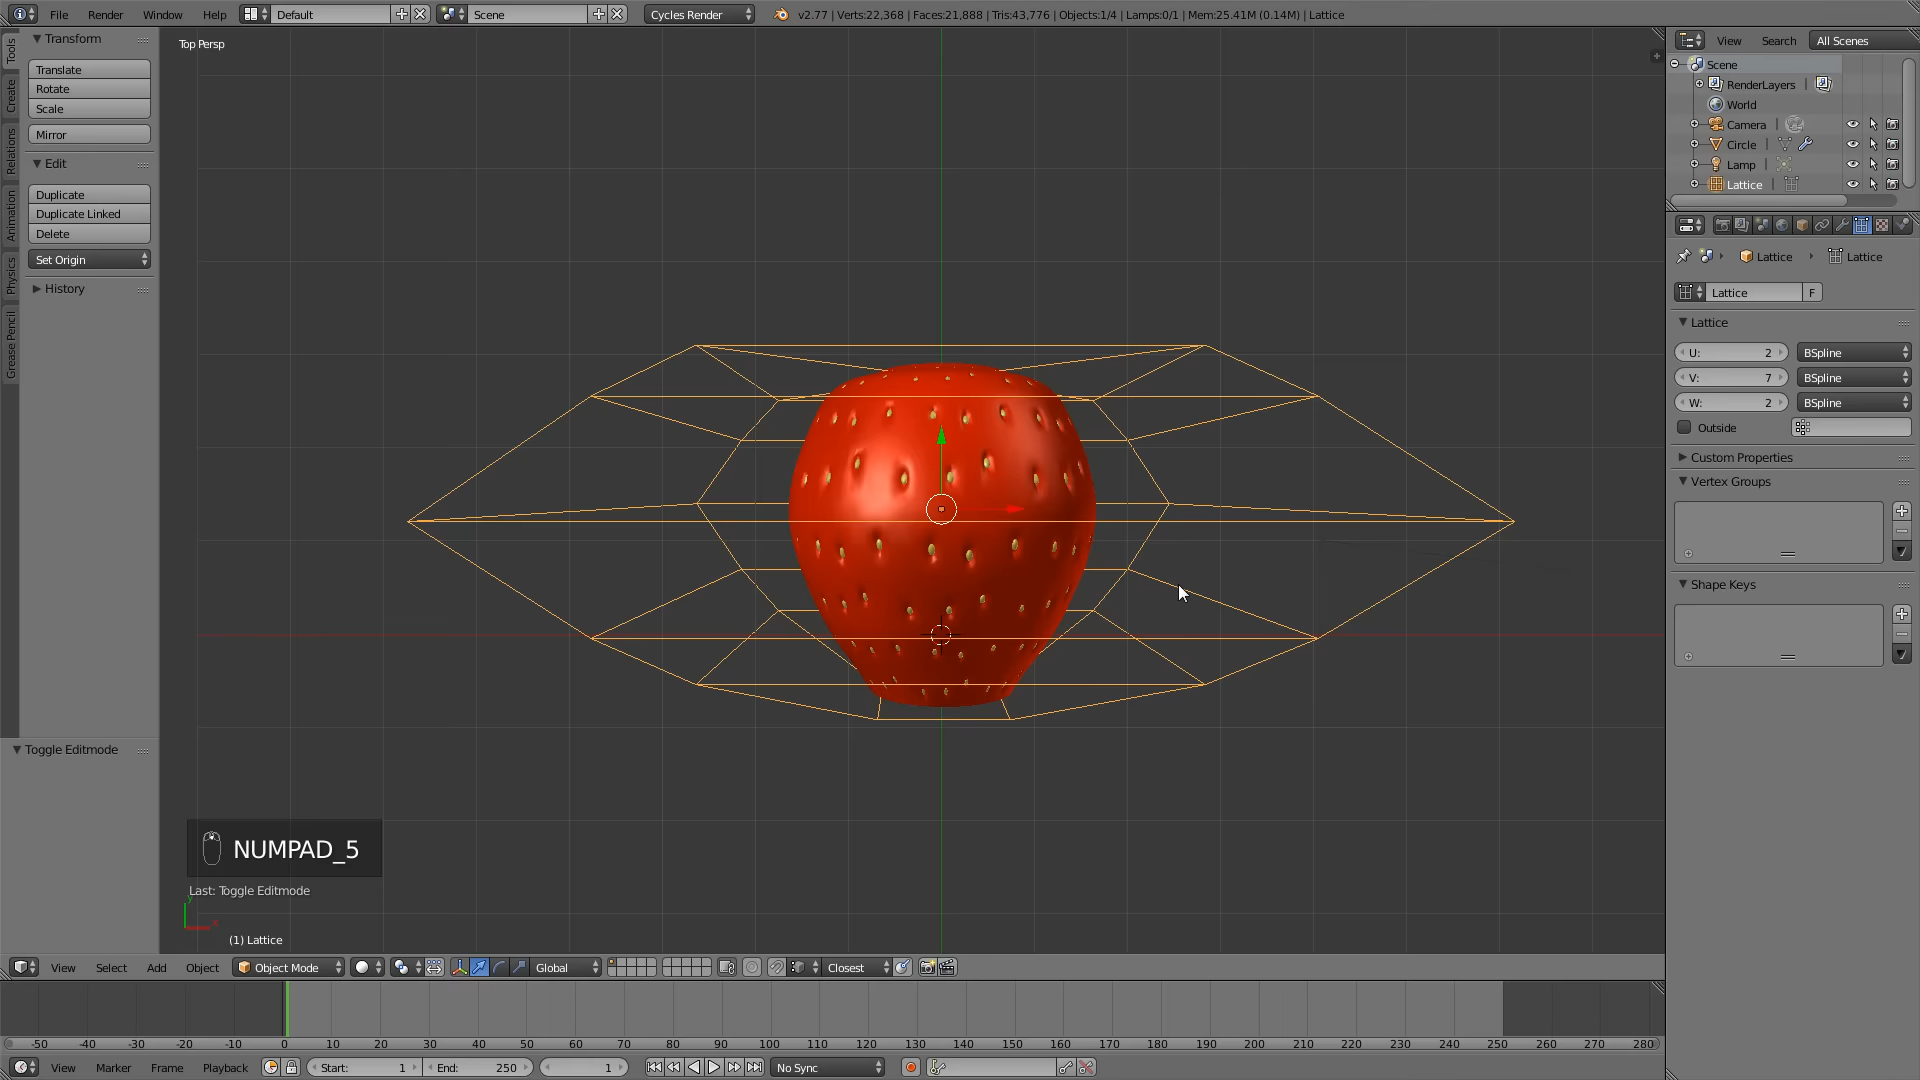 File Render Window Help Default Scene Cycles Render v2.77 | Verts:22,368 | Faces:21,888 | Tris:43,776 | Objects:1/4 | Lamps:0/1 | Mem:25.41M (0.14M) | Lattice
Tools
Create
Relations
Animation
Physics
Grease Pencil
Transform
Translate
Rotate
Scale
Mirror
Edit
Duplicate
Duplicate Linked
Delete
Set Origin
History
Toggle Editmode
Top Persp
NUMPAD_5
Last: Toggle Editmode
y
x
(1) Lattice
View Search All Scenes
Scene
RenderLayers |
World
Camera |
Circle |
Lamp |
Lattice |
Lattice Lattice
Lattice F
Lattice
U: 2 BSpline
V: 7 BSpline
W: 2 BSpline
Outside
Custom Properties
Vertex Groups
Shape Keys
View Select Add Object Object Mode Global Closest
-50 -40 -30 -20 -10 0 10 20 30 40 50 60 70 80 90 100 110 120 130 140 150 160 170 180 190 200 210 220 230 240 250 260 270 280
View Marker Frame Playback Start: 1 End: 250 1 No Sync